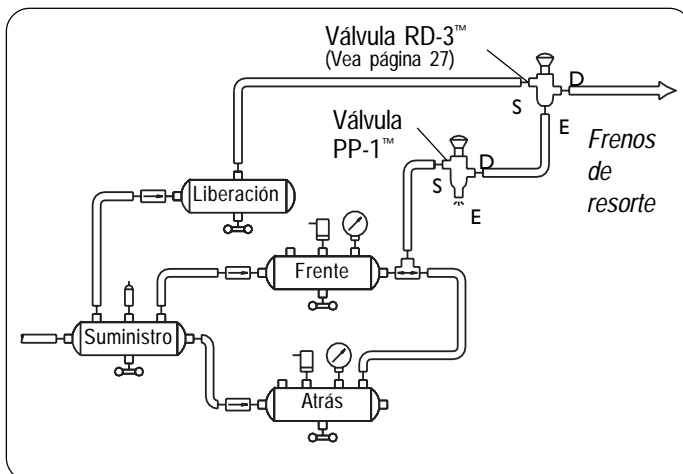 Válvula RD-3™
(Vea página 27)
D
S
E
Válvula
PP-1™
D
S
E
Frenos
de
resorte
Liberación
Frente
Suministro
Atrás